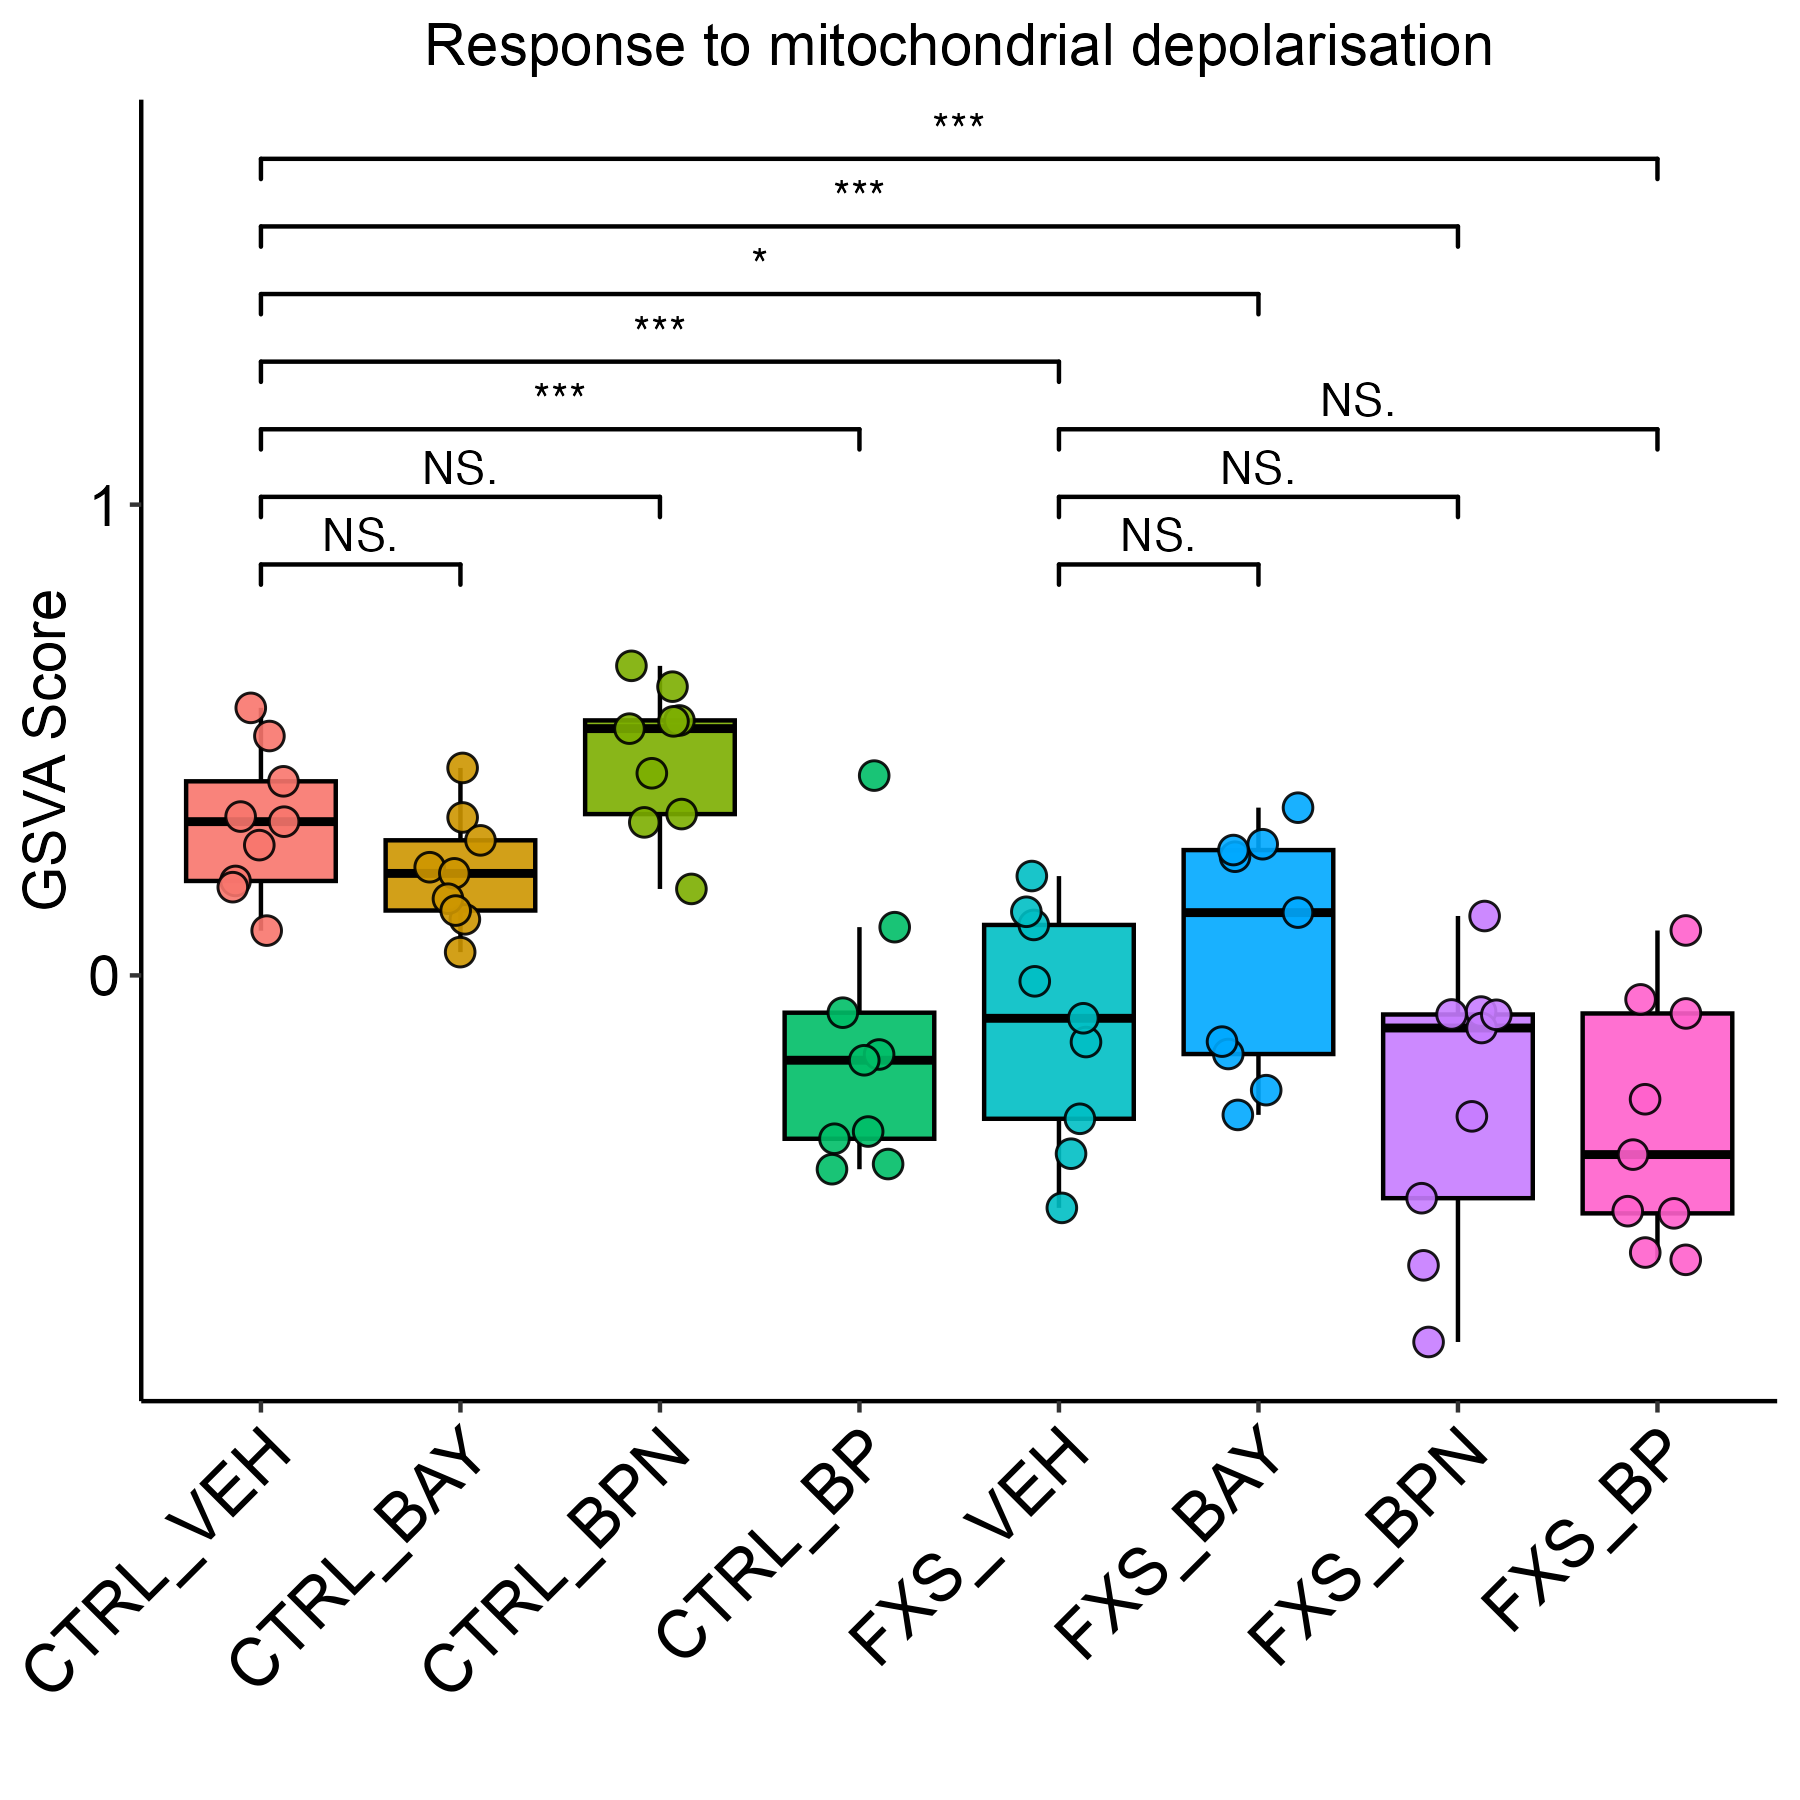 Response to mitochondrial depolarisation
***
***
*
***
***
NS.
NS.
NS.
NS.
NS.
GSVA Score
1
0
CTRL_VEH
CTRL_BAY
CTRL_BPN
CTRL_BP
FXS_VEH
FXS_BAY
FXS_BPN
FXS_BP